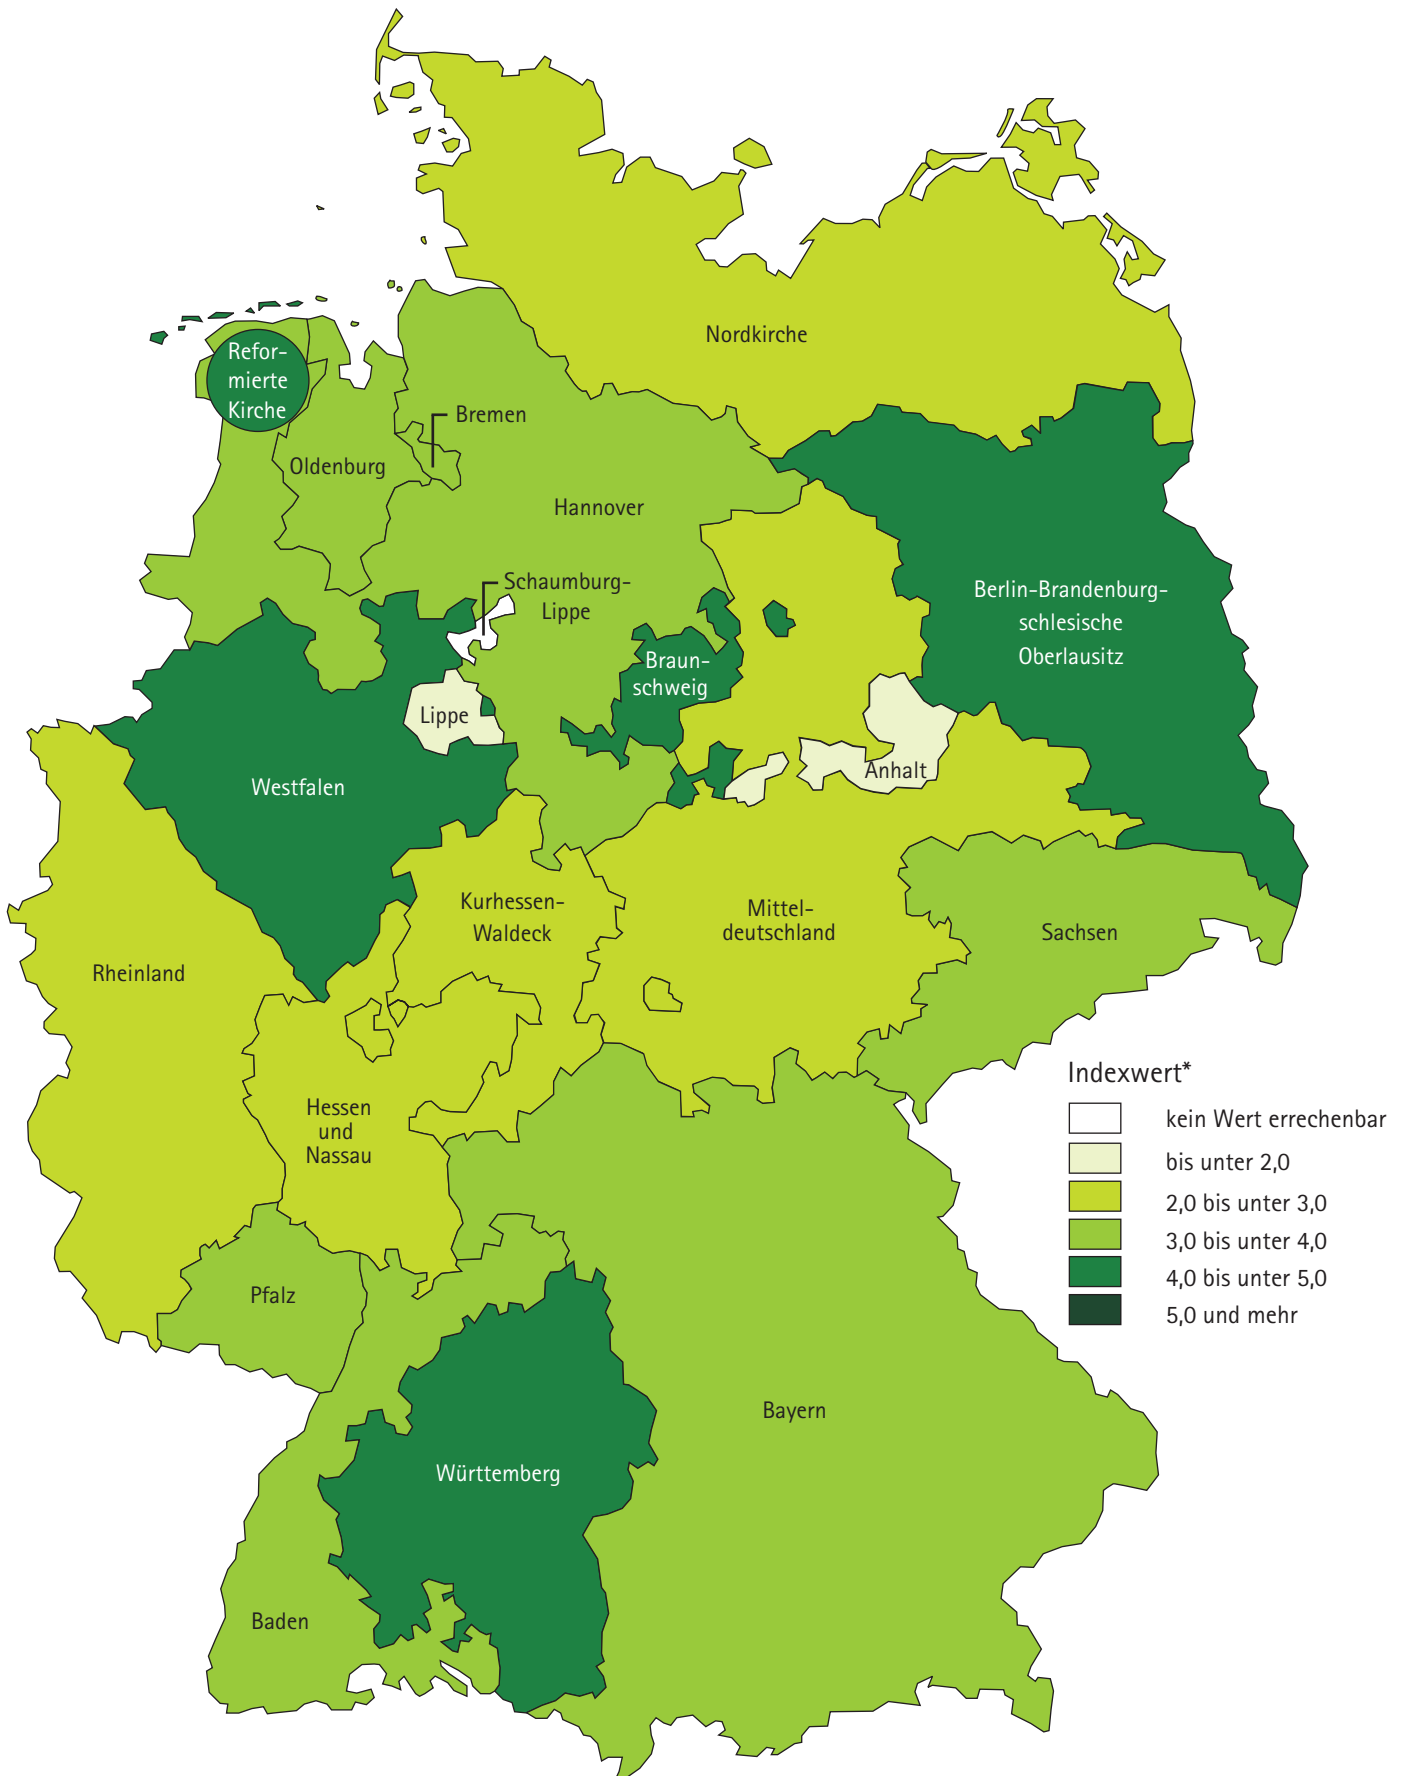 Nordkirche
Refor-
mierte
Kirche
Bremen
Oldenburg
Hannover
Schaumburg-
Lippe
Berlin-Brandenburg-
schlesische
Oberlausitz
Braun-
schweig
Lippe
Anhalt
Westfalen
Kurhessen-
Waldeck
Mittel-
deutschland
Sachsen
Rheinland
Hessen
und
Nassau
Pfalz
Bayern
Württemberg
Baden
Indexwert*
kein Wert errechenbar
bis unter 2,0
2,0 bis unter 3,0
3,0 bis unter 4,0
4,0 bis unter 5,0
5,0 und mehr